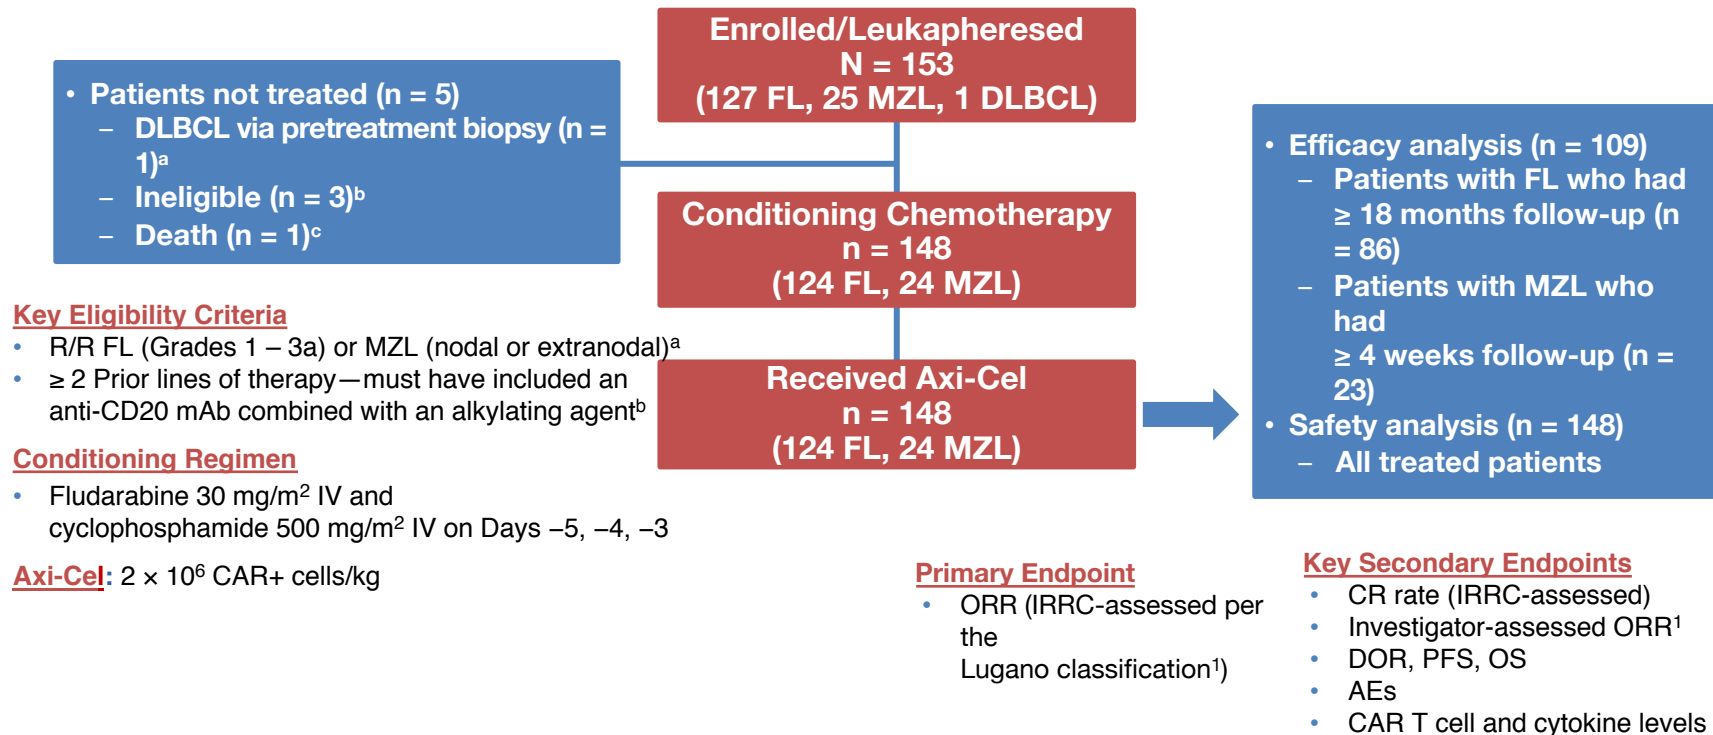 Enrolled/Leukapheresed
N = 153
(127 FL, 25 MZL, 1 DLBCL)
• Patients not treated (n = 5)
– DLBCL via pretreatment biopsy (n =
1)ᵃ
– Ineligible (n = 3)ᵇ
– Death (n = 1)ᶜ
Conditioning Chemotherapy
n = 148
(124 FL, 24 MZL)
Received Axi-Cel
n = 148
(124 FL, 24 MZL)
• Efficacy analysis (n = 109)
– Patients with FL who had
≥ 18 months follow-up (n
= 86)
– Patients with MZL who
had
≥ 4 weeks follow-up (n =
23)
• Safety analysis (n = 148)
– All treated patients
Key Eligibility Criteria
• R/R FL (Grades 1 – 3a) or MZL (nodal or extranodal)ᵃ
• ≥ 2 Prior lines of therapy—must have included an
anti-CD20 mAb combined with an alkylating agentᵇ
Conditioning Regimen
• Fludarabine 30 mg/m² IV and
cyclophosphamide 500 mg/m² IV on Days −5, −4, −3
Axi-Cel: 2 × 10⁶ CAR+ cells/kg
Primary Endpoint
• ORR (IRRC-assessed per
the
Lugano classification¹)
Key Secondary Endpoints
• CR rate (IRRC-assessed)
• Investigator-assessed ORR¹
• DOR, PFS, OS
• AEs
• CAR T cell and cytokine levels